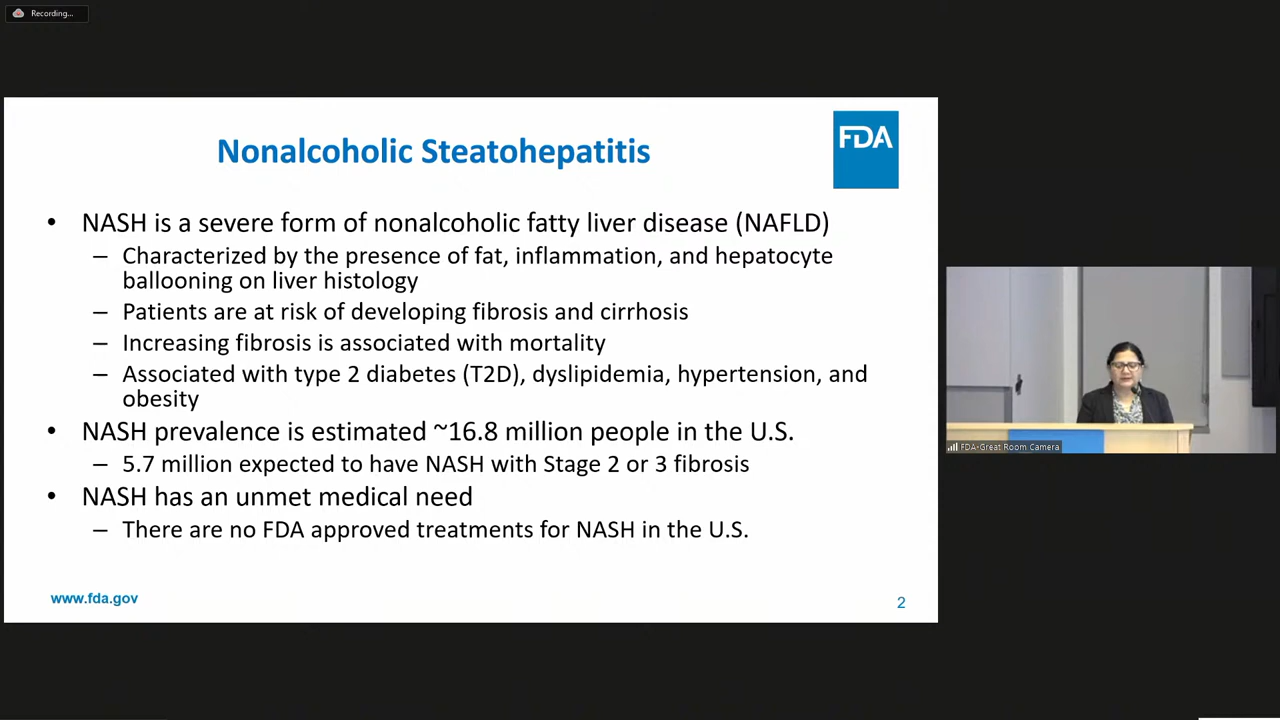 Recording...
FDA
Nonalcoholic Steatohepatitis
• NASH is a severe form of nonalcoholic fatty liver disease (NAFLD)
– Characterized by the presence of fat, inflammation, and hepatocyte
ballooning on liver histology
– Patients are at risk of developing fibrosis and cirrhosis
– Increasing fibrosis is associated with mortality
– Associated with type 2 diabetes (T2D), dyslipidemia, hypertension, and
obesity
• NASH prevalence is estimated ~16.8 million people in the U.S.
– 5.7 million expected to have NASH with Stage 2 or 3 fibrosis
• NASH has an unmet medical need
– There are no FDA approved treatments for NASH in the U.S.
www.fda.gov
2
FDA-Great Room Camera